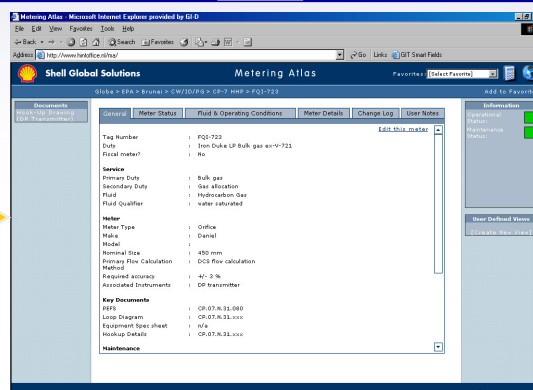 Metering Atlas - Microsoft Internet Explorer provided by GI-D
File Edit View Favorites Tools Help
Back Search Favorites
Address http://www.hintoffice.nl/ma/ Go Links GIT Smart Fields
Shell Global Solutions Metering Atlas Favorites: [Select Favorite]
Globe > EPA > Brunei > CW/ID/PG > CP-7 HHP > FQI-723 Add to Favorit
Documents
Hook-Up Drawing
(DP Transmitter)
General Meter Status Fluid & Operating Conditions Meter Details Change Log User Notes
Edit this meter
Tag Number : FQI-723
Duty : Iron Duke LP Bulk gas ex-V-721
Fiscal meter? : No
Service
Primary Duty : Bulk gas
Secondary Duty : Gas allocation
Fluid : Hydrocarbon Gas
Fluid Qualifier : water saturated
Meter
Meter Type : Orifice
Make : Daniel
Model :
Nominal Size : 450 mm
Primary Flow Calculation : DCS flow calculation
Method
Required accuracy : +/- 3 %
Associated Instruments : DP transmitter
Key Documents
PEFS : CP.07.N.31.080
Loop Diagram : CP.07.N.31.xxx
Equipment Spec sheet : n/a
Hookup Details : CP.07.N.31.xxx
Maintenance
Information
Operational
Status:
Maintenance
Status:
User Defined Views
[Create New View]